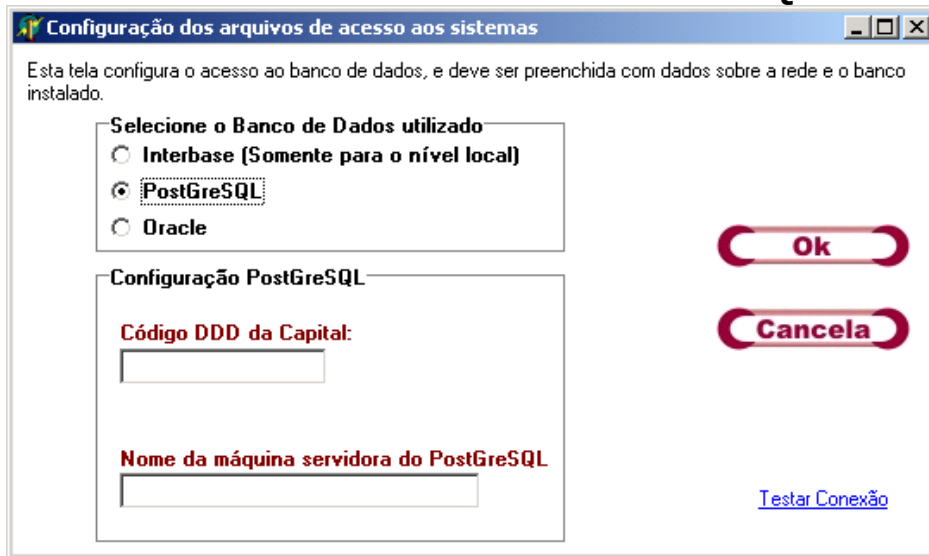 Configuração dos arquivos de acesso aos sistemas
Esta tela configura o acesso ao banco de dados, e deve ser preenchida com dados sobre a rede e o banco
instalado.
Selecione o Banco de Dados utilizado
Interbase (Somente para o nível local)
PostGreSQL
Oracle
Ok
Configuração PostGreSQL
Código DDD da Capital:
Cancela
Nome da máquina servidora do PostGreSQL
Testar Conexão